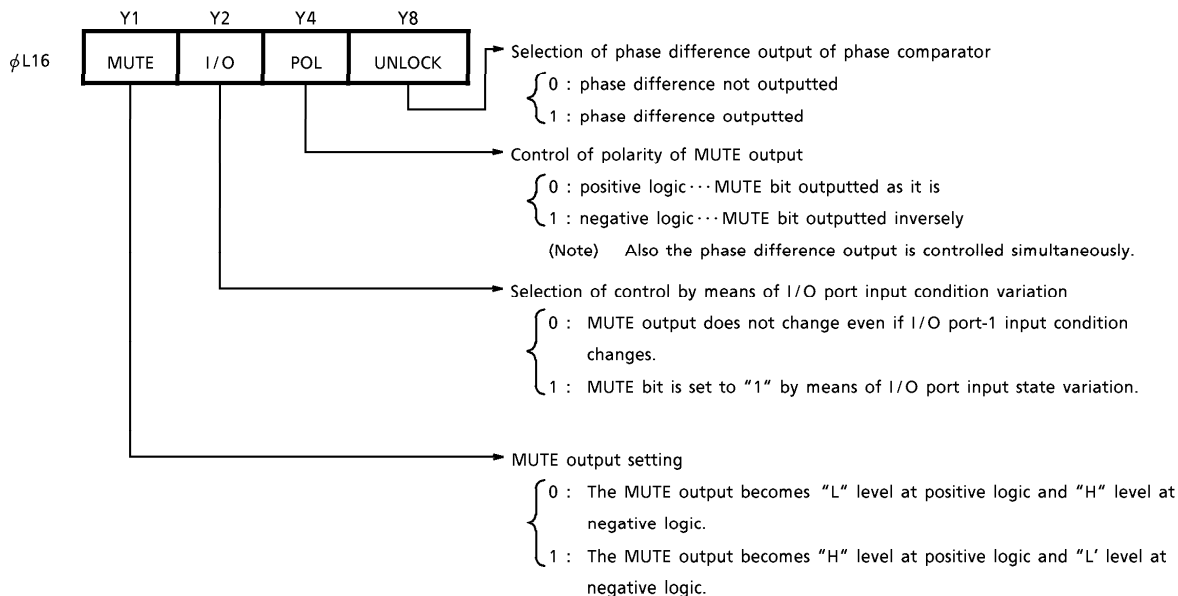 Y1 Y2 Y4 Y8
ϕL16 MUTE I/O POL UNLOCK
Selection of phase difference output of phase comparator
0 : phase difference not outputted
1 : phase difference outputted
Control of polarity of MUTE output
0 : positive logic···MUTE bit outputted as it is
1 : negative logic···MUTE bit outputted inversely
(Note) Also the phase difference output is controlled simultaneously.
Selection of control by means of I/O port input condition variation
0 : MUTE output does not change even if I/O port-1 input condition
changes.
1 : MUTE bit is set to "1" by means of I/O port input state variation.
MUTE output setting
0 : The MUTE output becomes "L" level at positive logic and "H" level at
negative logic.
1 : The MUTE output becomes "H" level at positive logic and "L' level at
negative logic.